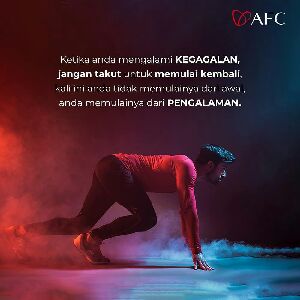 AFC
Ketika anda mengalami KEGAGALAN,
jangan takut untuk memulai kembali,
kali ini anda tidak memulainya dari awal,
anda memulainya dari PENGALAMAN.